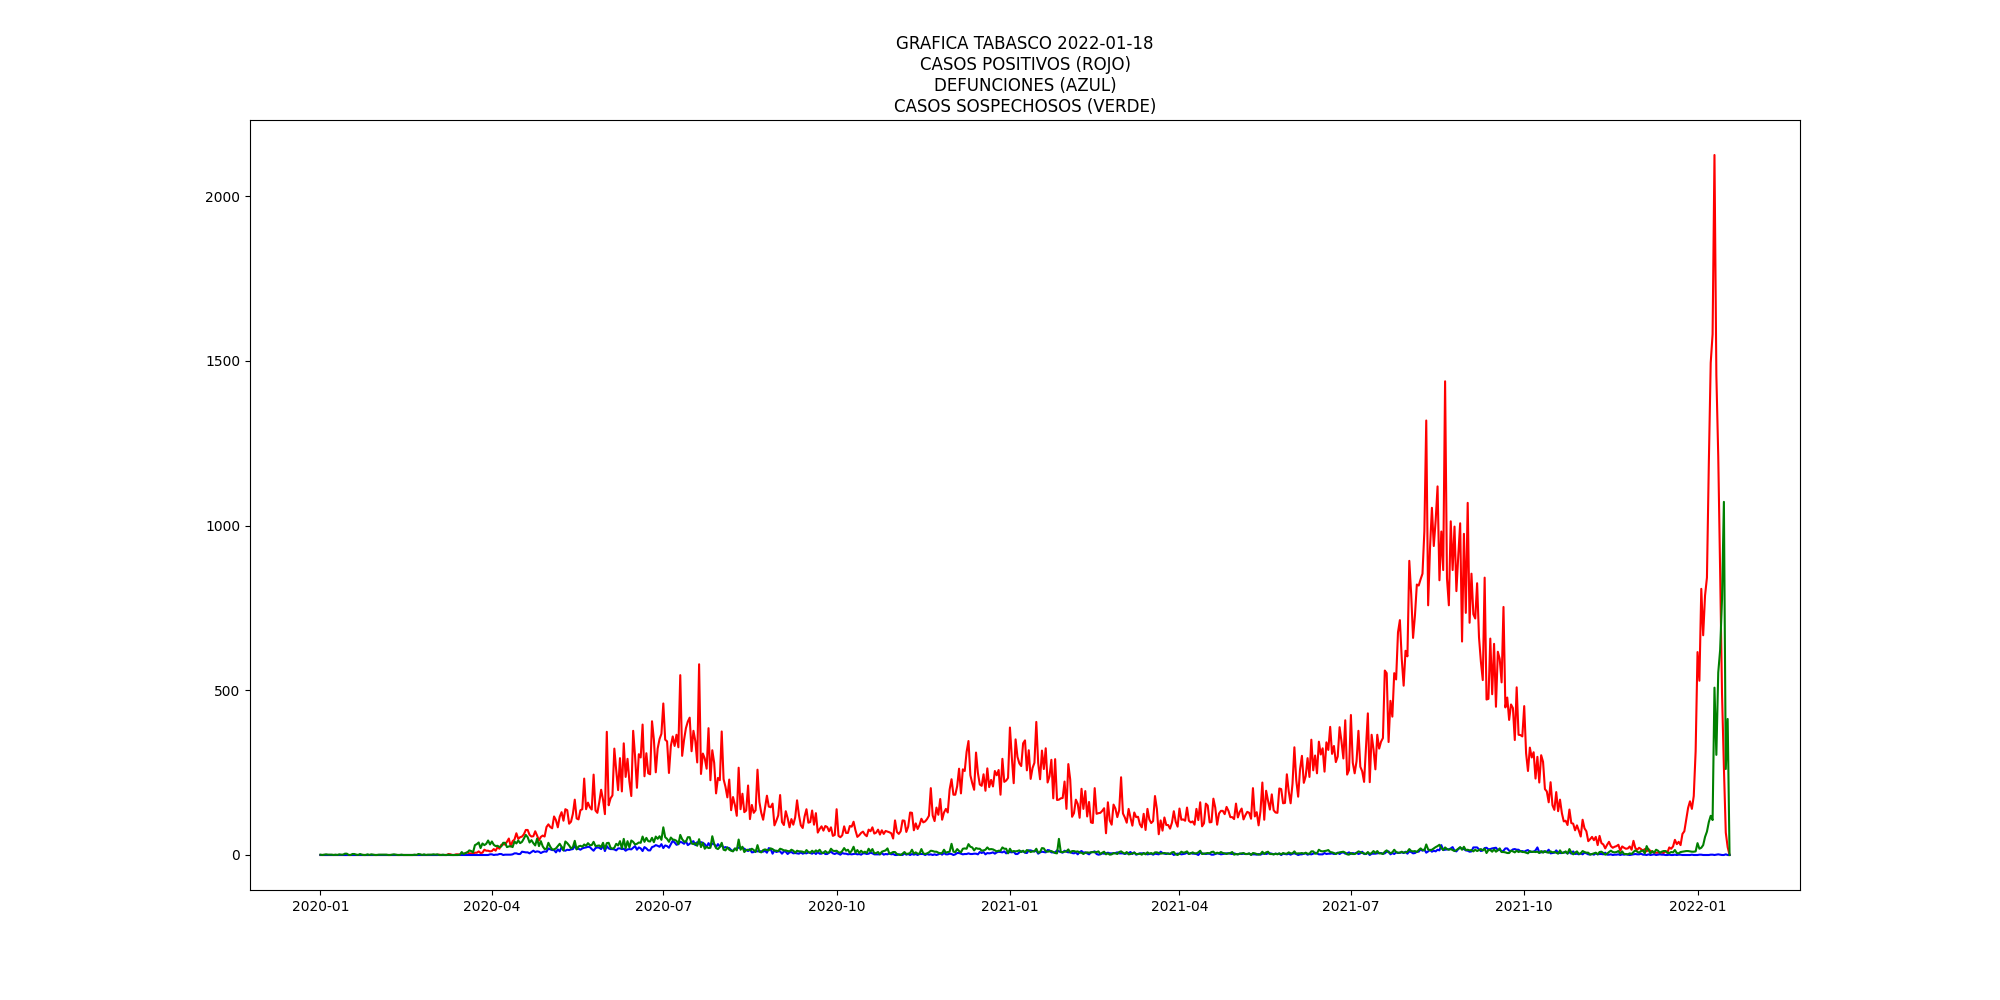 GRAFICA TABASCO 2022-01-18
CASOS POSITIVOS (ROJO)
DEFUNCIONES (AZUL)
CASOS SOSPECHOSOS (VERDE)
2000
1500
1000
500
0
2020-01 2020-04 2020-07 2020-10 2021-01 2021-04 2021-07 2021-10 2022-01